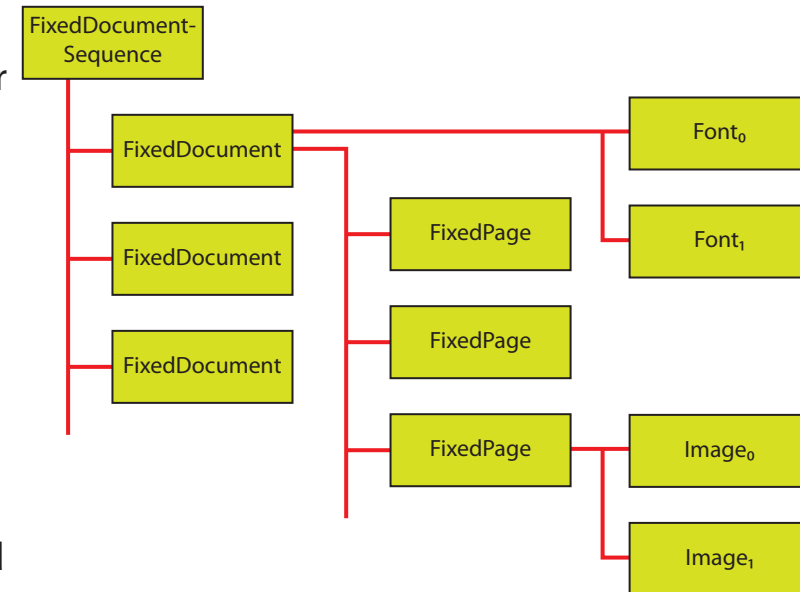 FixedDocument-
Sequence
r
FixedDocument
Font₀
FixedPage
Font₁
FixedDocument
FixedPage
FixedDocument
FixedPage
Image₀
Image₁